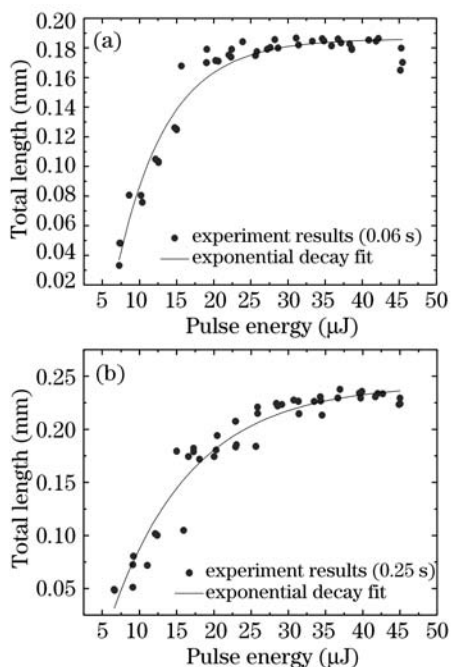 0.20
(a)
0.18
0.16
0.14
0.12
0.10
0.08
0.06
0.04
0.02
Total length (mm)
experiment results (0.06 s)
exponential decay fit
5 10 15 20 25 30 35 40 45 50
Pulse energy (μJ)
(b)
0.25
0.20
0.15
0.10
0.05
Total length (mm)
experiment results (0.25 s)
exponential decay fit
5 10 15 20 25 30 35 40 45 50
Pulse energy (μJ)